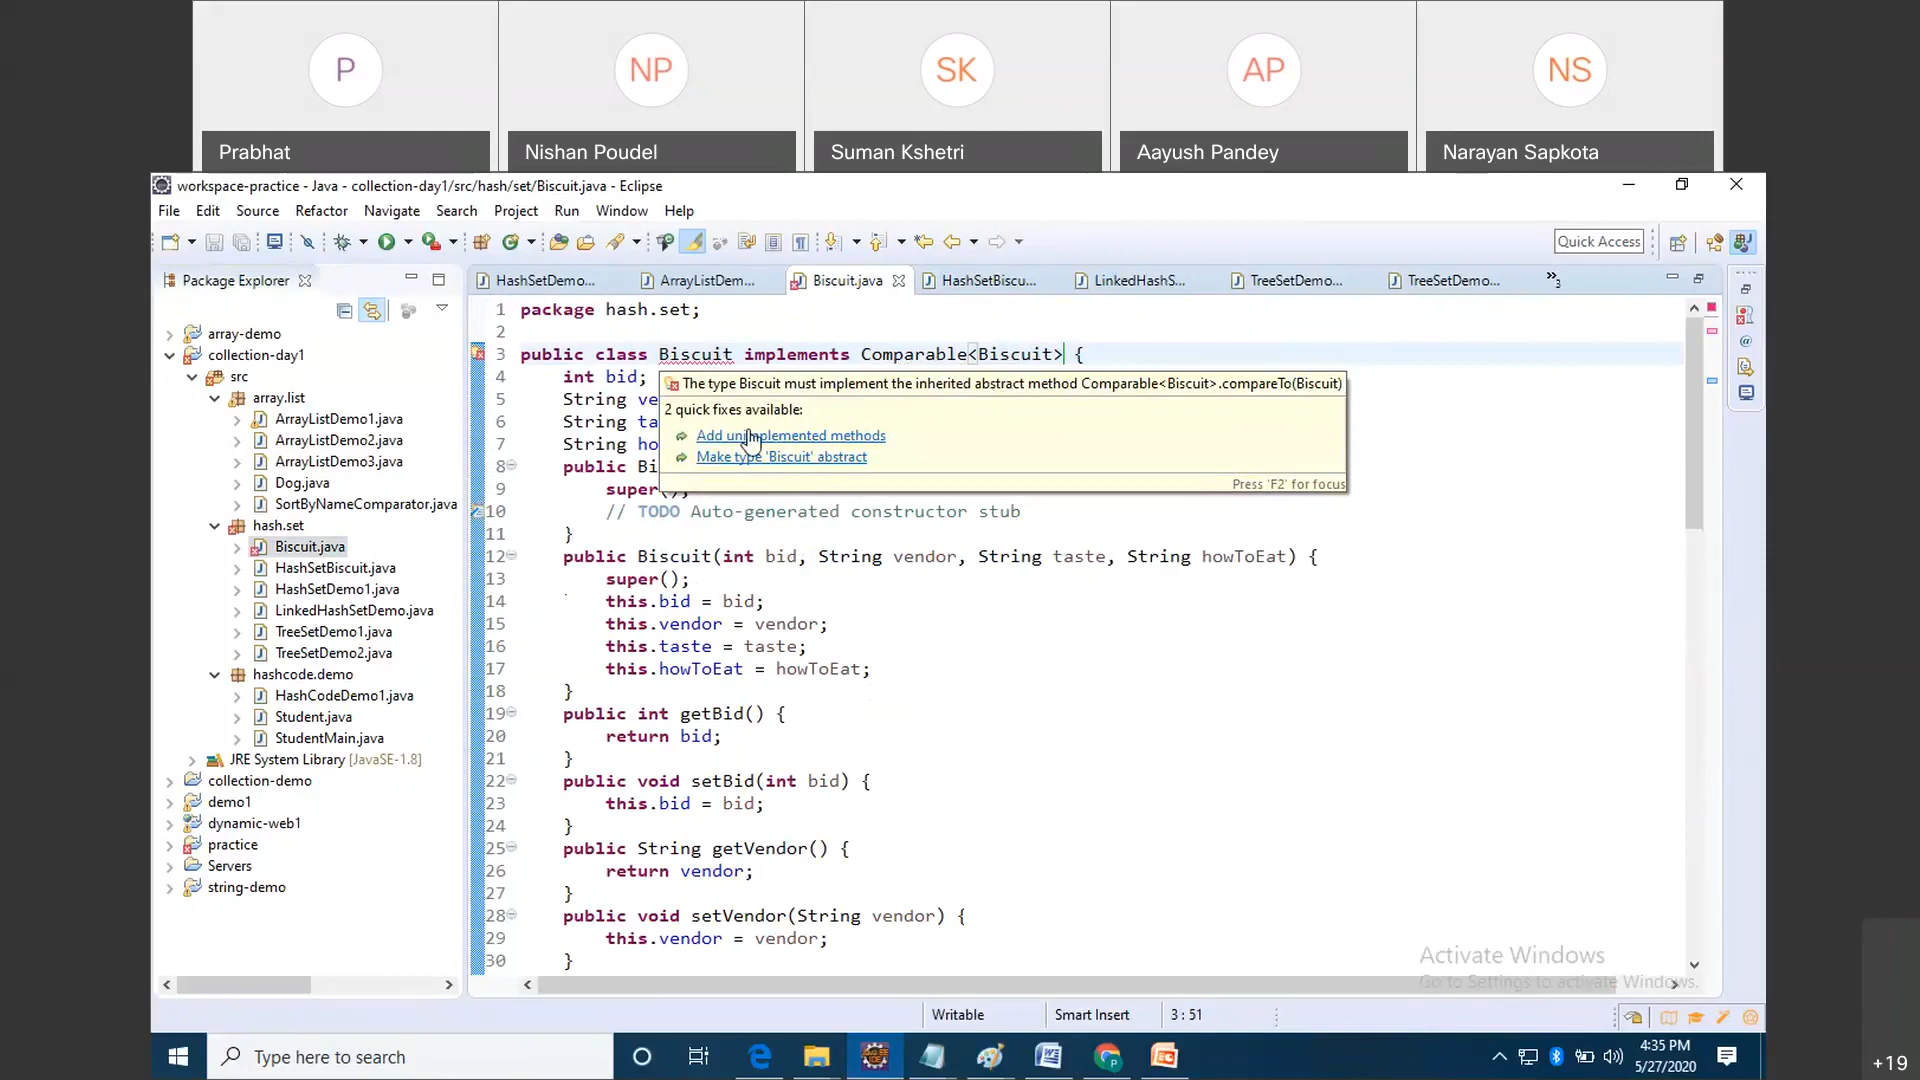 P
NP
SK
AP
NS
Prabhat
Nishan Poudel
Suman Kshetri
Aayush Pandey
Narayan Sapkota
workspace-practice - Java - collection-day1/src/hash/set/Biscuit.java - Eclipse
File Edit Source Refactor Navigate Search Project Run Window Help
Quick Access
Package Explorer
HashSetDemo...
ArrayListDem...
Biscuit.java
HashSetBiscu...
LinkedHashS...
TreeSetDemo...
TreeSetDemo...
»3
array-demo
collection-day1
src
array.list
ArrayListDemo1.java
ArrayListDemo2.java
ArrayListDemo3.java
Dog.java
SortByNameComparator.java
hash.set
Biscuit.java
HashSetBiscuit.java
HashSetDemo1.java
LinkedHashSetDemo.java
TreeSetDemo1.java
TreeSetDemo2.java
hashcode.demo
HashCodeDemo1.java
Student.java
StudentMain.java
JRE System Library [JavaSE-1.8]
collection-demo
demo1
dynamic-web1
practice
Servers
string-demo
1 package hash.set;
2
3 public class Biscuit implements Comparable<Biscuit> {
4 int bid;
5 String ve
6 String ta
7 String ho
8 public Bi
9 super();
10 // TODO Auto-generated constructor stub
11 }
12 public Biscuit(int bid, String vendor, String taste, String howToEat) {
13 super();
14 this.bid = bid;
15 this.vendor = vendor;
16 this.taste = taste;
17 this.howToEat = howToEat;
18 }
19 public int getBid() {
20 return bid;
21 }
22 public void setBid(int bid) {
23 this.bid = bid;
24 }
25 public String getVendor() {
26 return vendor;
27 }
28 public void setVendor(String vendor) {
29 this.vendor = vendor;
30 }
The type Biscuit must implement the inherited abstract method Comparable<Biscuit>.compareTo(Biscuit)
2 quick fixes available:
Add unimplemented methods
Make type 'Biscuit' abstract
Press 'F2' for focus
Activate Windows
Go to Settings to activate Windows.
Writable
Smart Insert
3 : 51
Type here to search
4:35 PM
5/27/2020
+19